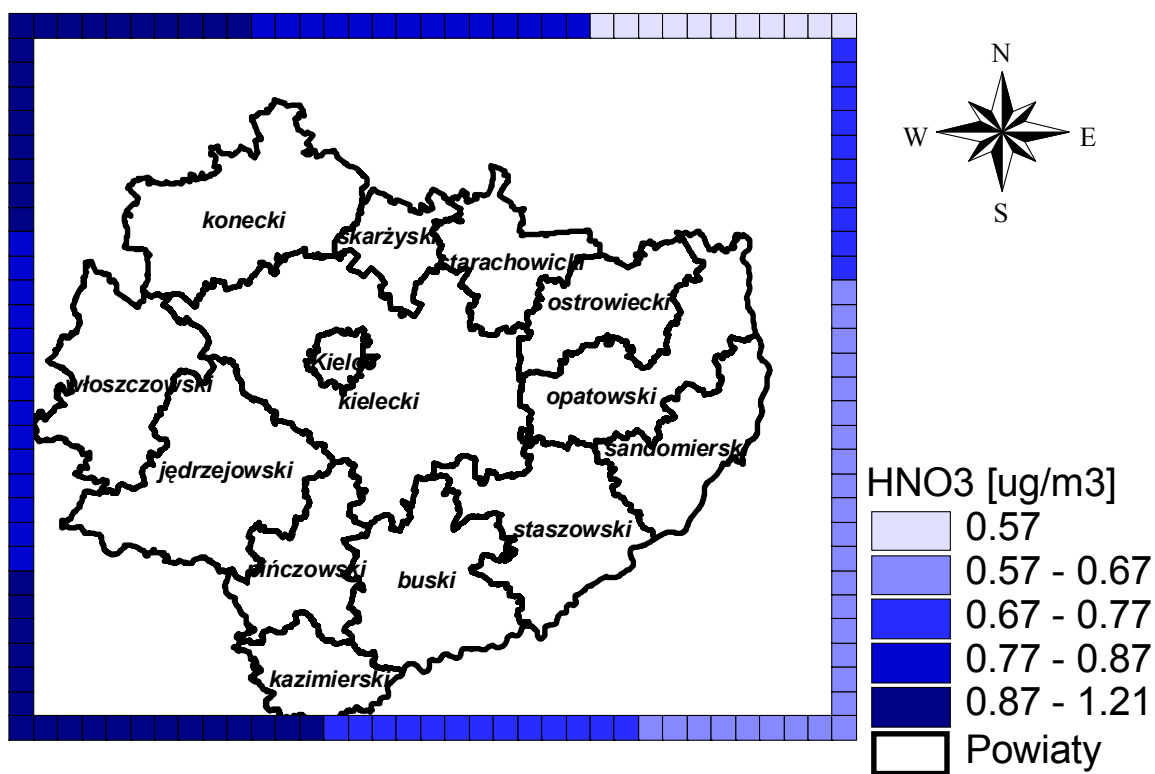 N
W
E
S
konecki
skarżyski
starachowicki
ostrowiecki
Kielce
włoszczowski
kielecki
opatowski
sandomierski
jędrzejowski
staszowski
pińczowski
buski
kazimierski
HNO3 [ug/m3]
0.57
0.57 - 0.67
0.67 - 0.77
0.77 - 0.87
0.87 - 1.21
Powiaty